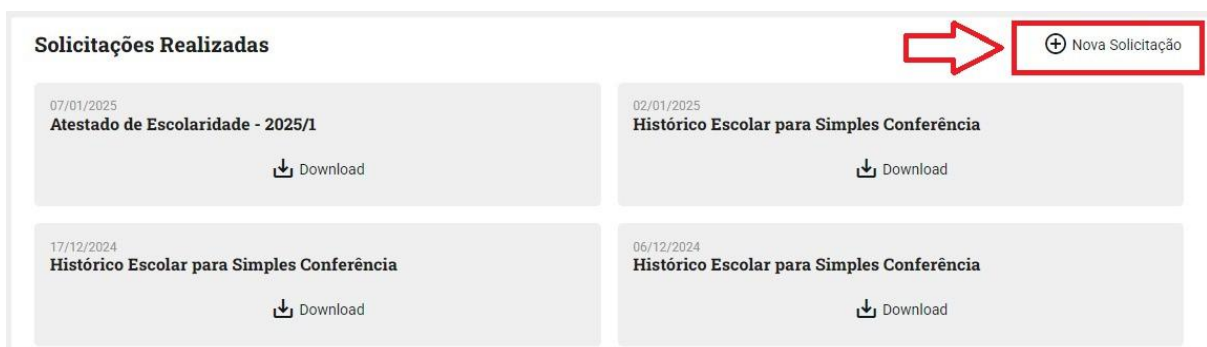 Solicitações Realizadas
Nova Solicitação
07/01/2025
Atestado de Escolaridade - 2025/1
Download
02/01/2025
Histórico Escolar para Simples Conferência
Download
17/12/2024
Histórico Escolar para Simples Conferência
Download
06/12/2024
Histórico Escolar para Simples Conferência
Download